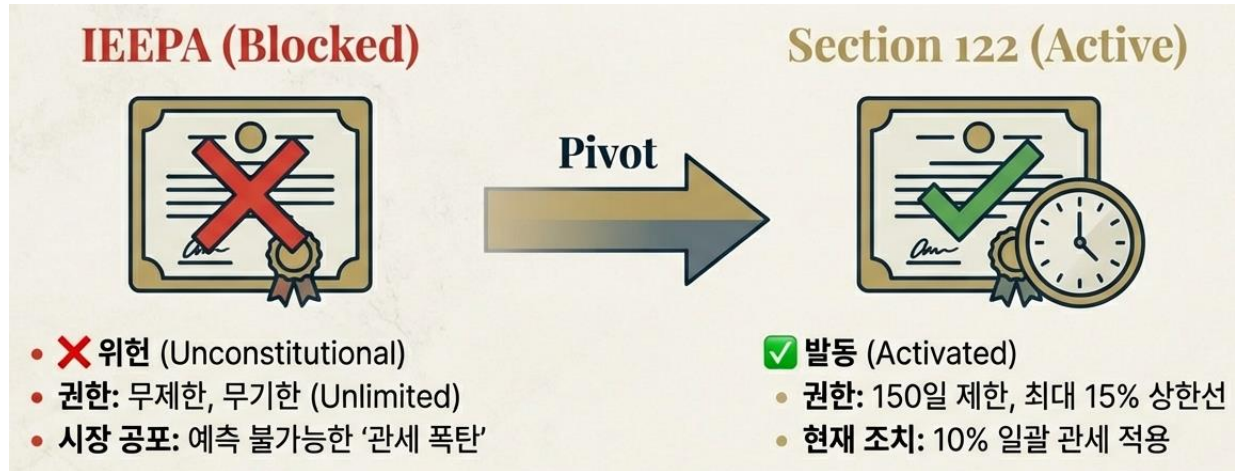 IEEPA (Blocked)
• ❌ 위헌 (Unconstitutional)
• 권한: 무제한, 무기한 (Unlimited)
• 시장 공포: 예측 불가능한 ‘관세 폭탄’
Pivot
Section 122 (Active)
✅ 발동 (Activated)
• 권한: 150일 제한, 최대 15% 상한선
• 현재 조치: 10% 일괄 관세 적용